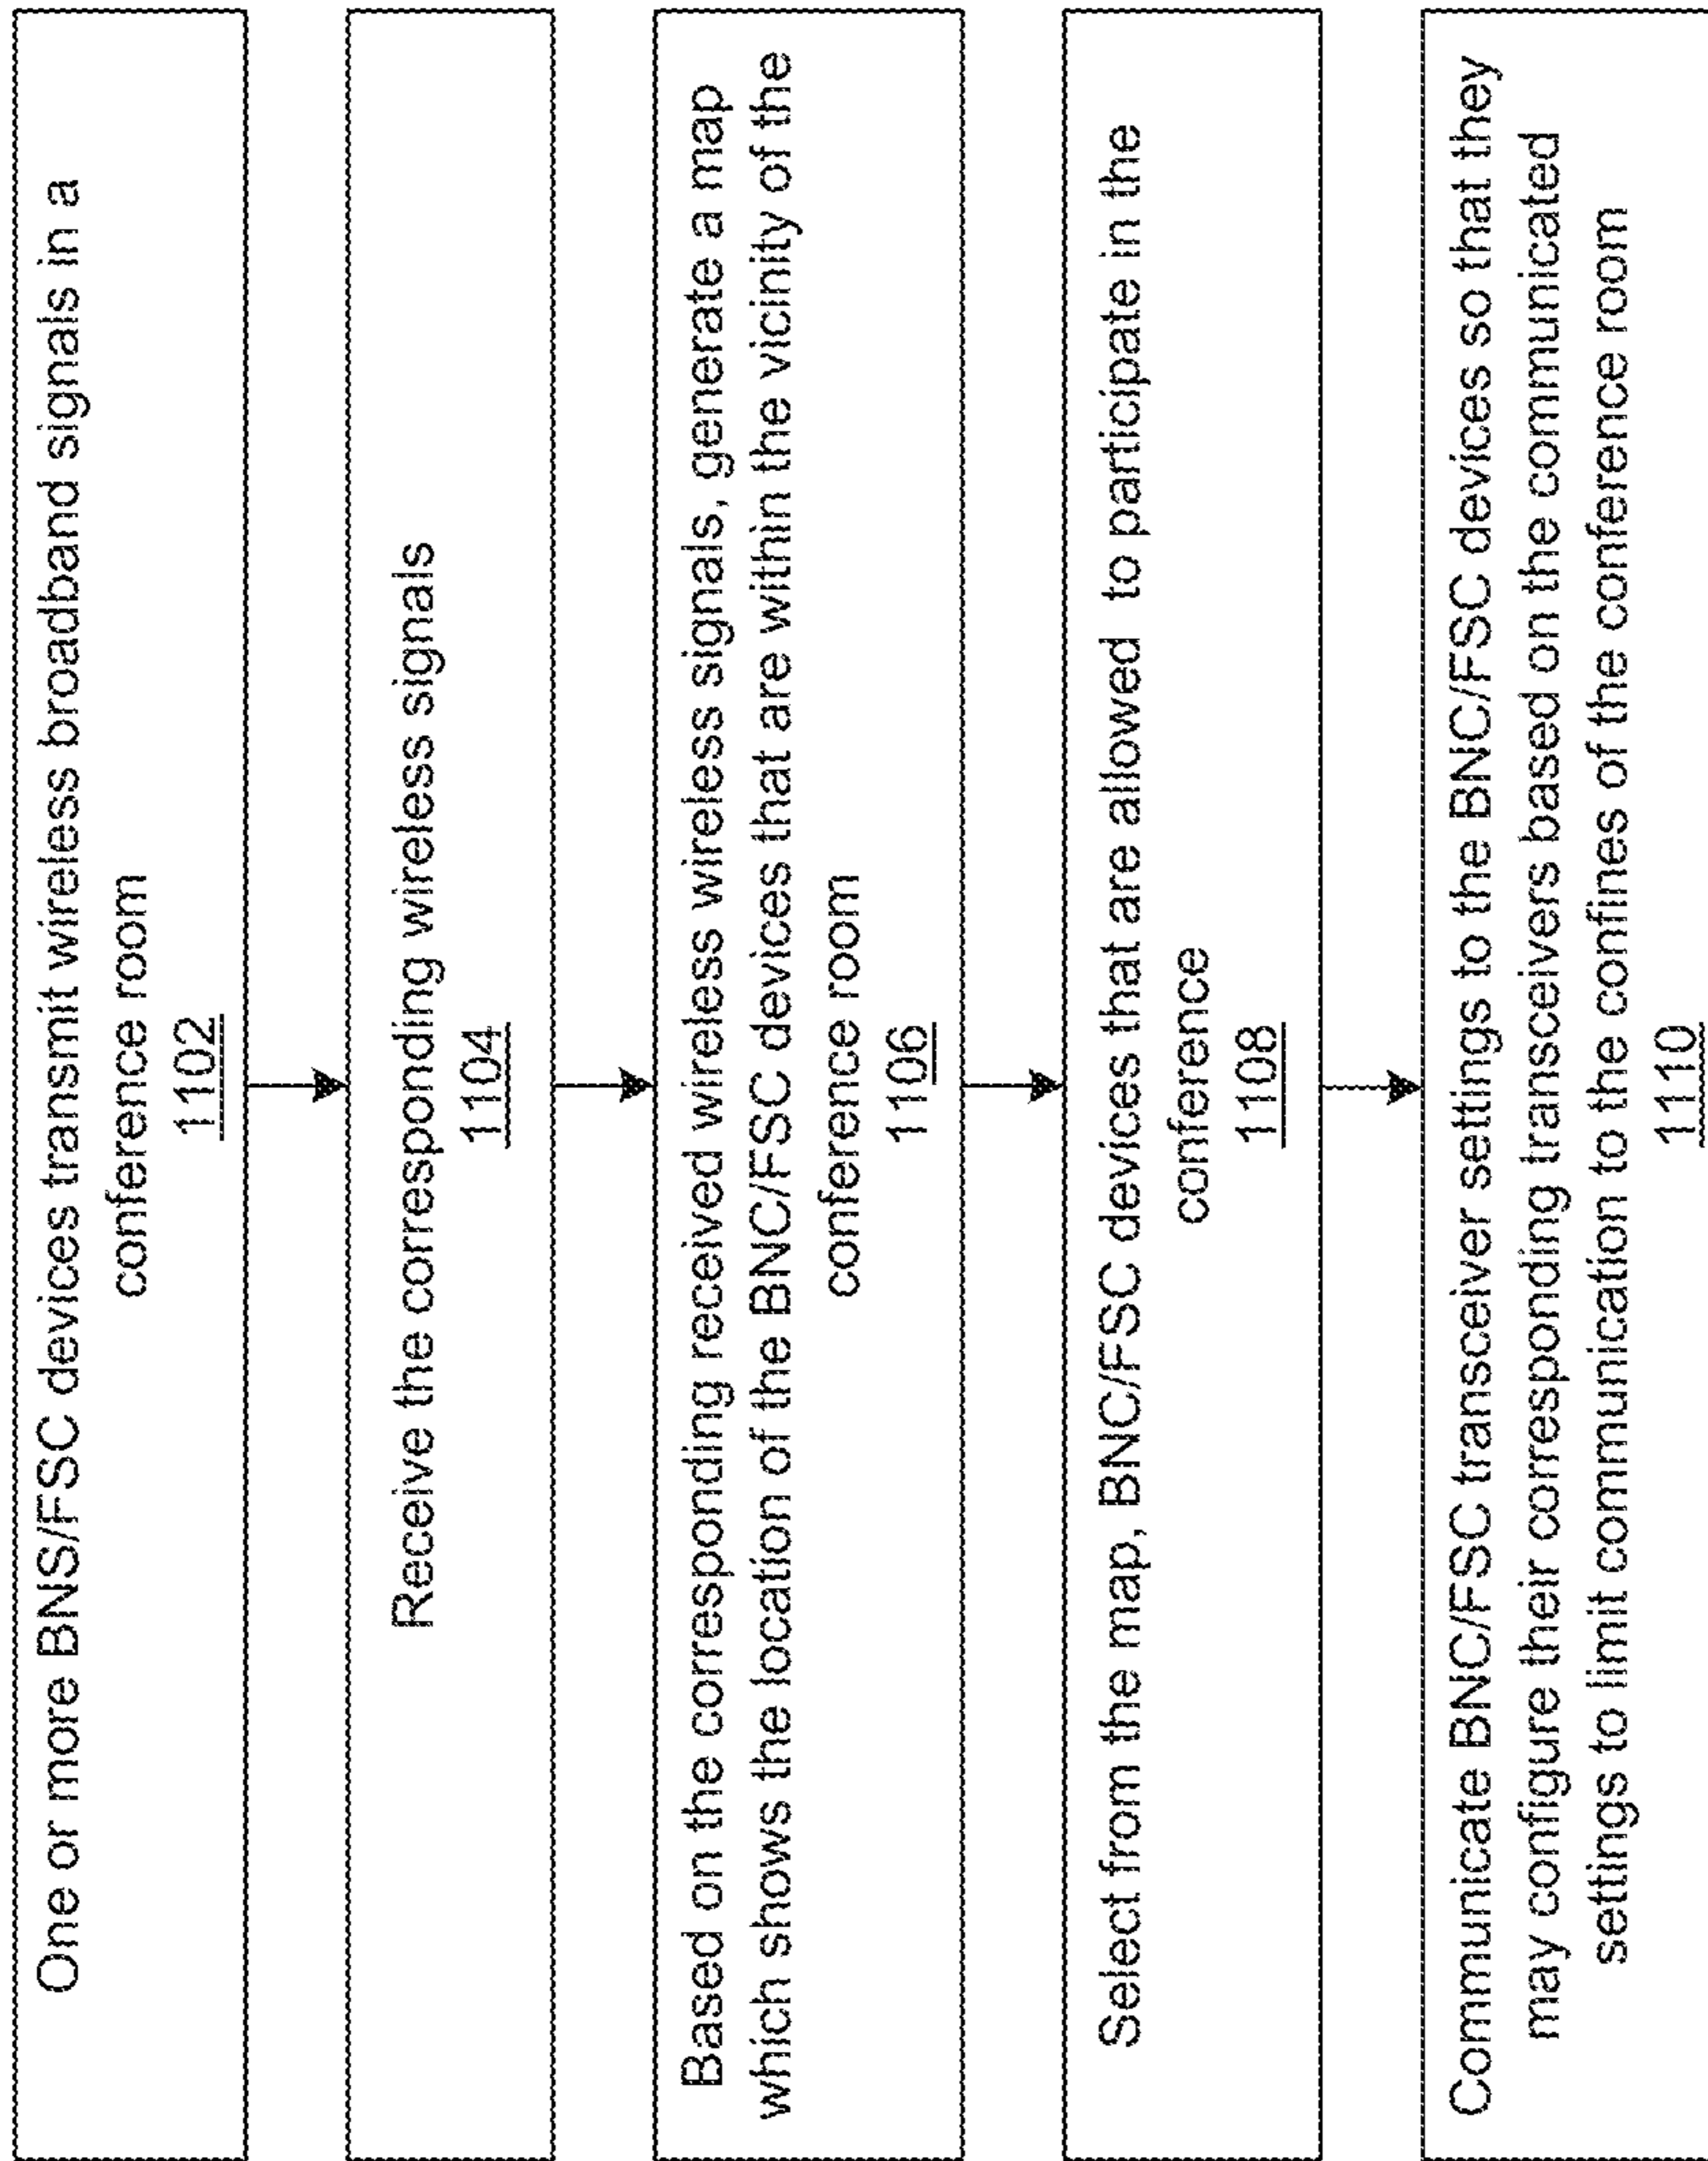 One or more BNS/FSC devices transmit wireless broadband signals in a
conference room
1102
Receive the corresponding wireless signals
1104
Based on the corresponding received wireless wireless signals, generate a map
which shows the location of the BNC/FSC devices that are within the vicinity of the
conference room
1106
Select from the map, BNC/FSC devices that are allowed to participate in the
conference
1108
Communicate BNC/FSC transceiver settings to the BNC/FSC devices so that they
may configure their corresponding transceivers based on the communicated
settings to limit communication to the confines of the conference room
1110